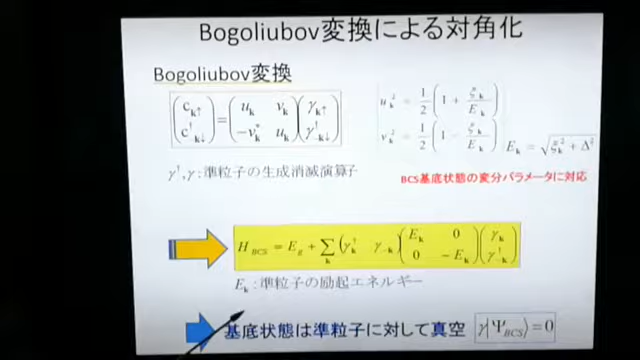 Bogoliubov変換による対角化
Bogoliubov変換
(c_k↑ / c†_-k↓) = (u_k v_k / −v_k* u_k)(γ_k↑ / γ†_-k↓)
u_k² = 1/2 (1 + ξ_k/E_k)
v_k² = 1/2 (1 − ξ_k/E_k)
E_k = √(ξ_k² + Δ²)
γ†,γ : 準粒子の生成消滅演算子
BCS基底状態の変分パラメータに対応
H_BCS = E_g + Σ_k (γ†_k γ_-k)(E_k 0 / 0 −E_k)(γ_k / γ†_-k)
E_k : 準粒子の励起エネルギー
基底状態は準粒子に対して真空
γ|Ψ_BCS⟩ = 0